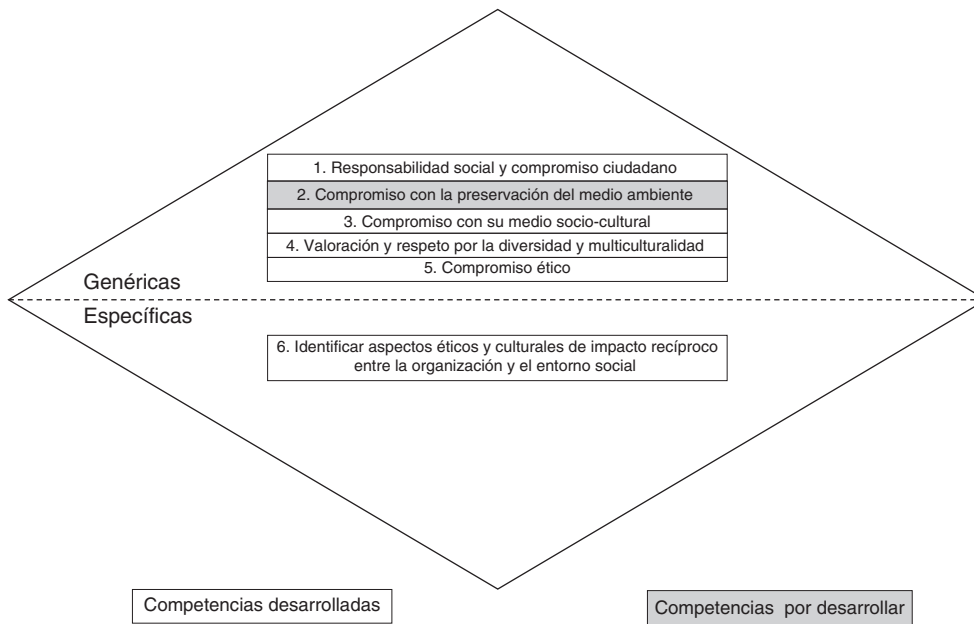 1. Responsabilidad social y compromiso ciudadano
2. Compromiso con la preservación del medio ambiente
3. Compromiso con su medio socio-cultural
4. Valoración y respeto por la diversidad y multiculturalidad
5. Compromiso ético
Genéricas
Específicas
6. Identificar aspectos éticos y culturales de impacto recíproco
entre la organización y el entorno social
Competencias desarrolladas
Competencias por desarrollar